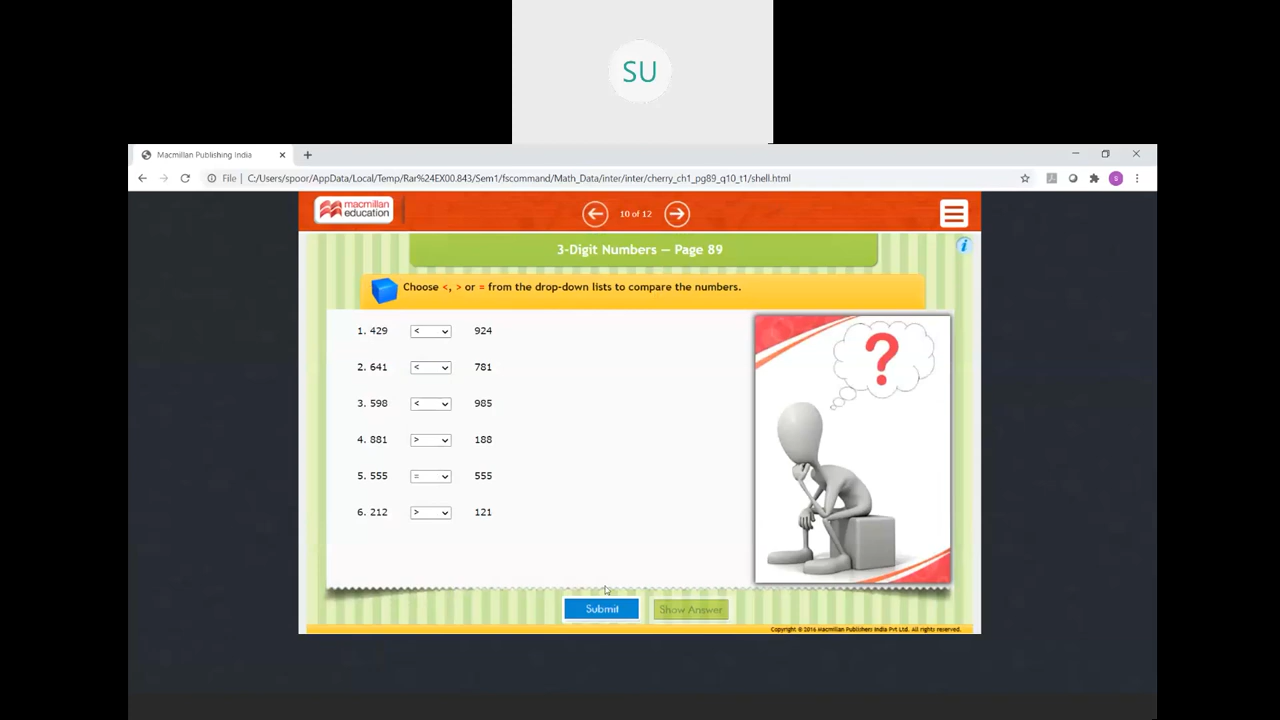 SU
Macmillan Publishing India
File | C:/Users/spoor/AppData/Local/Temp/Rar%24EX00.843/Sem1/fscommand/Math_Data/inter/inter/cherry_ch1_pg89_q10_t1/shell.html
s
macmillan
education
10 of 12
3-Digit Numbers — Page 89
i
Choose <, > or = from the drop-down lists to compare the numbers.
1. 429 < 924
2. 641 < 781
3. 598 < 985
4. 881 > 188
5. 555 = 555
6. 212 > 121
?
Submit
Show Answer
Copyright © 2016 Macmillan Publishers India Pvt Ltd. All rights reserved.